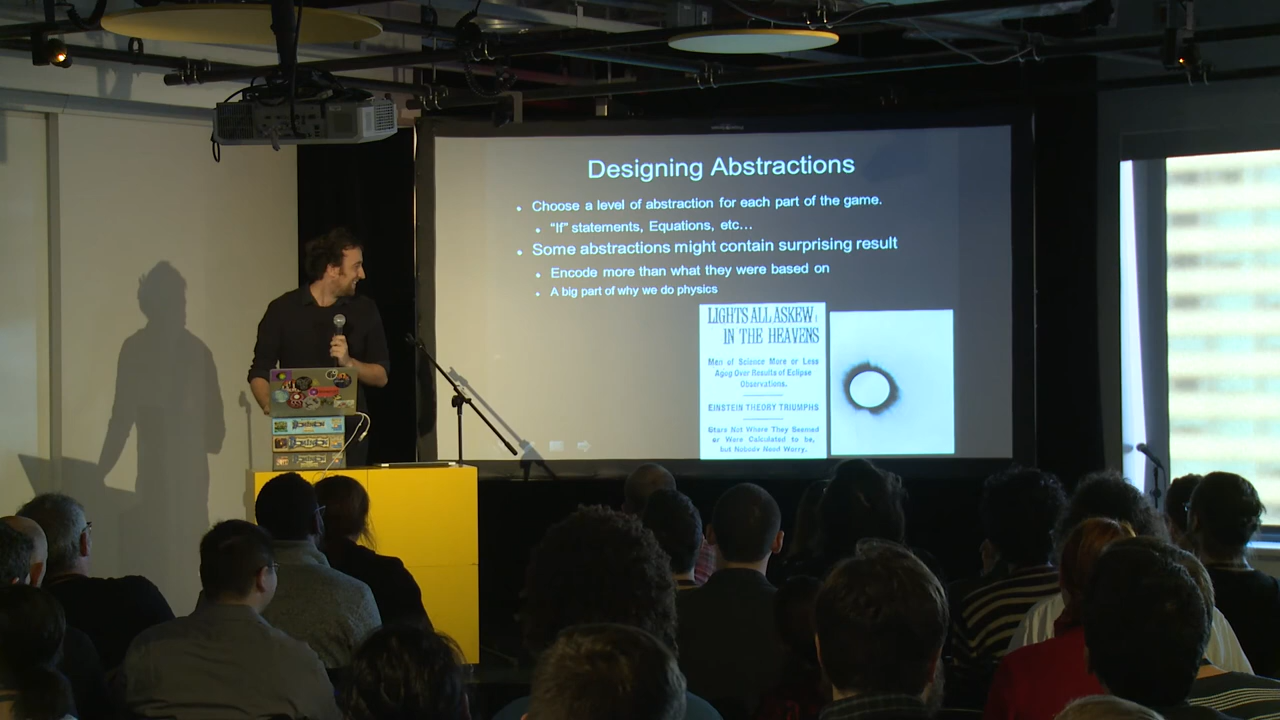 Designing Abstractions
Choose a level of abstraction for each part of the game.
"If" statements, Equations, etc...
Some abstractions might contain surprising result
Encode more than what they were based on
A big part of why we do physics
LIGHTS ALL ASKEW
IN THE HEAVENS
Men of Science More or Less
Agog Over Results of Eclipse
Observations.
EINSTEIN THEORY TRIUMPHS
Stars Not Where They Seemed
or Were Calculated to be,
but Nobody Need Worry.